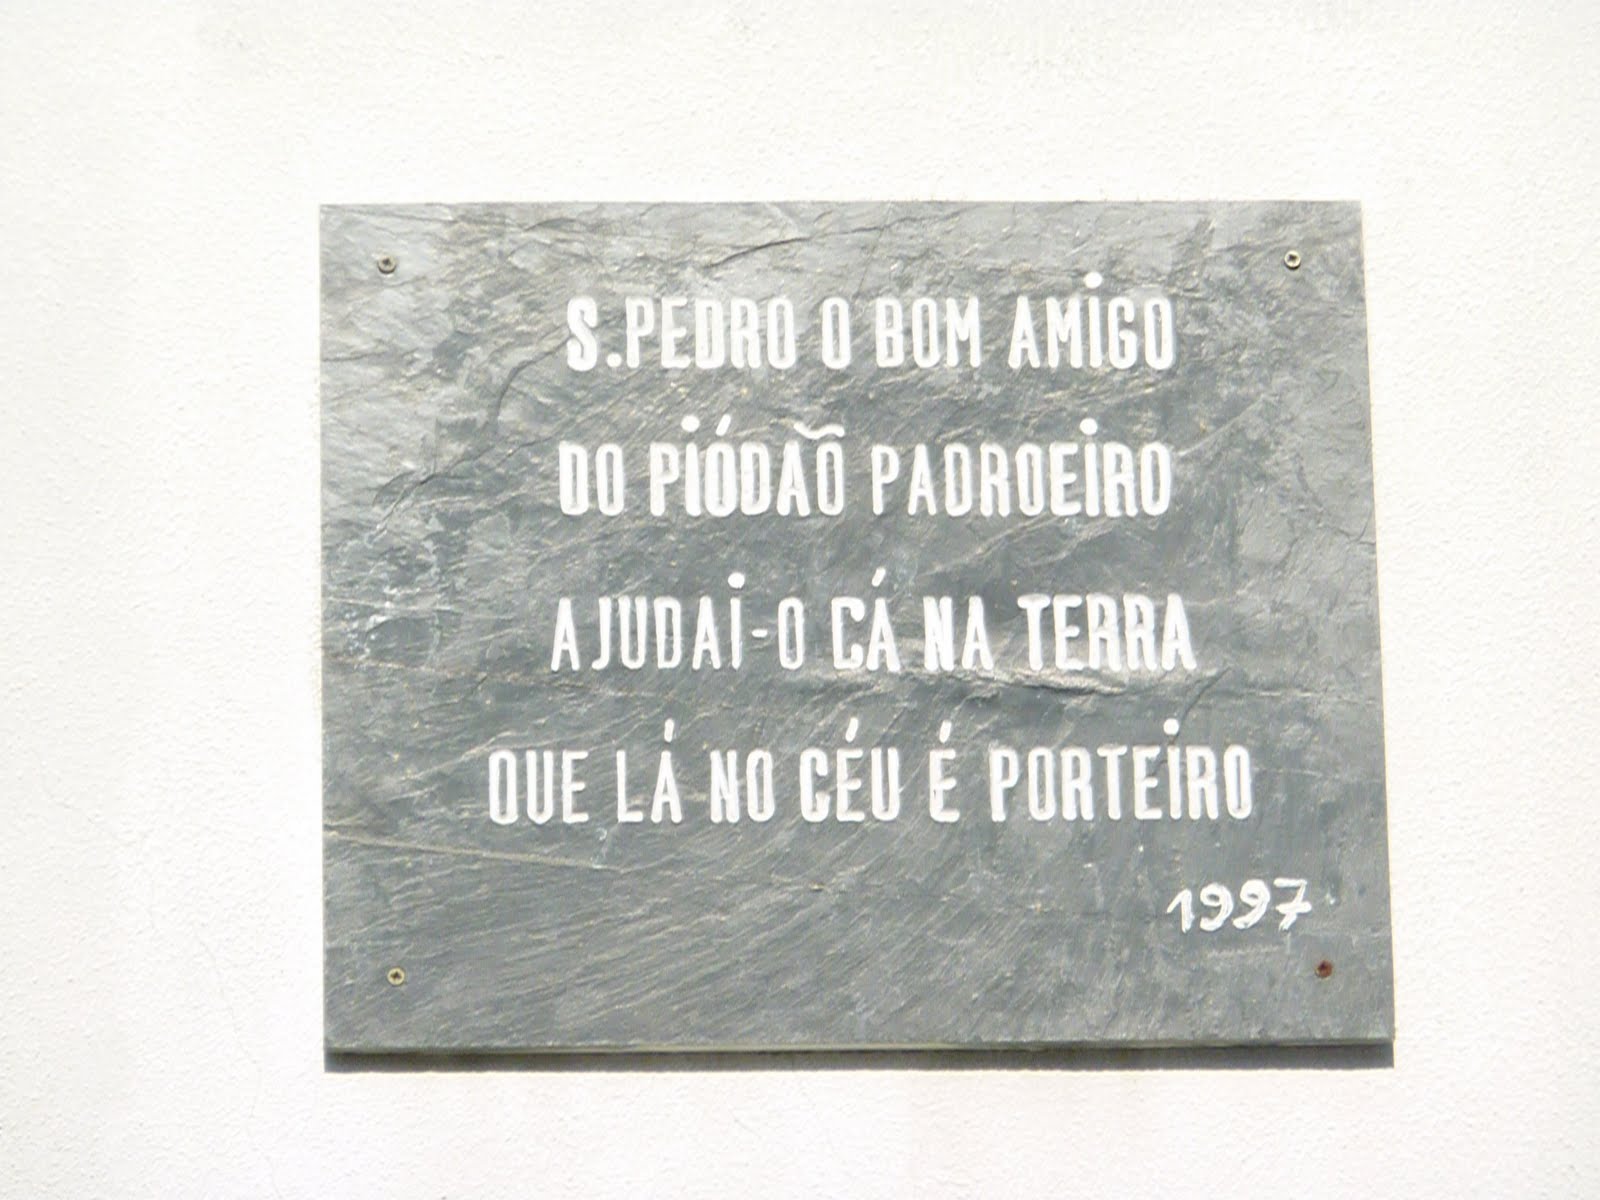 S.PEDRO O BOM AMIGO
DO PIÓDÃO PADROEIRO
AJUDAI-O CÁ NA TERRA
QUE LÁ NO CÉU É PORTEIRO
1997